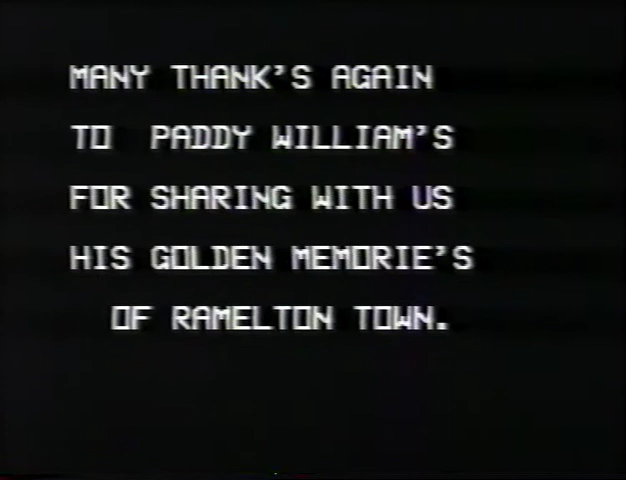 MANY THANK'S AGAIN
TO PADDY WILLIAM'S
FOR SHARING WITH US
HIS GOLDEN MEMORIE'S
OF RAMELTON TOWN.